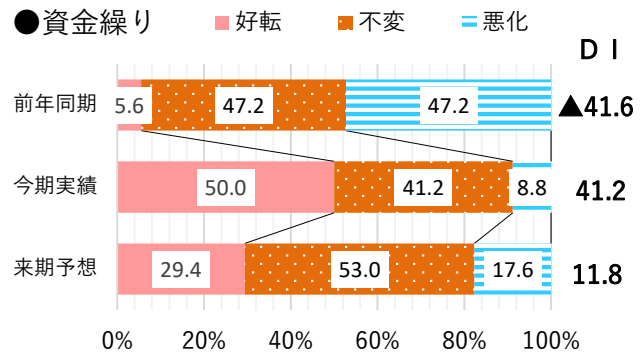 ●資金繰り 好転 不変 悪化
ＤＩ
前年同期 5.6 47.2 47.2 ▲41.6
今期実績 50.0 41.2 8.8 41.2
来期予想 29.4 53.0 17.6 11.8
0% 20% 40% 60% 80% 100%